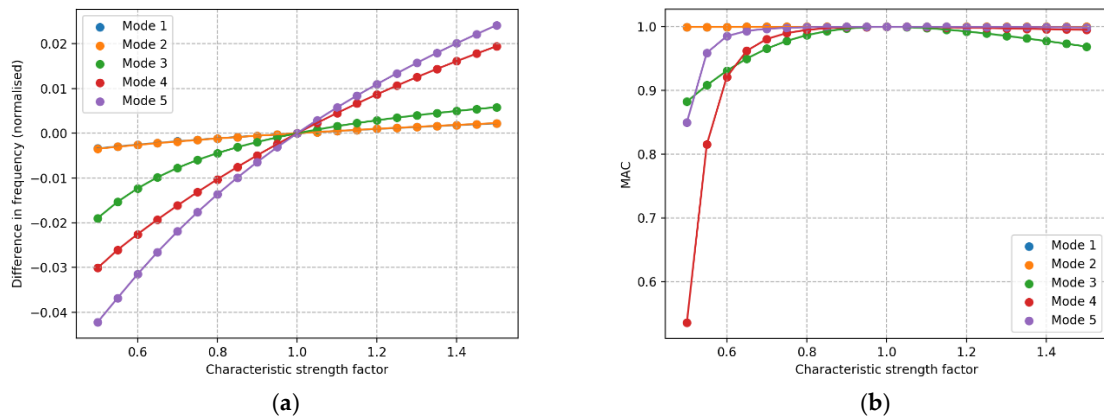 Mode 1
Mode 2
Mode 3
Mode 4
Mode 5
0.02
0.01
0.00
−0.01
−0.02
−0.03
−0.04
Difference in frequency (normalised)
0.6
0.8
1.0
1.2
1.4
Characteristic strength factor
(a)
1.0
0.9
0.8
0.7
0.6
MAC
Mode 1
Mode 2
Mode 3
Mode 4
Mode 5
0.6
0.8
1.0
1.2
1.4
Characteristic strength factor
(b)